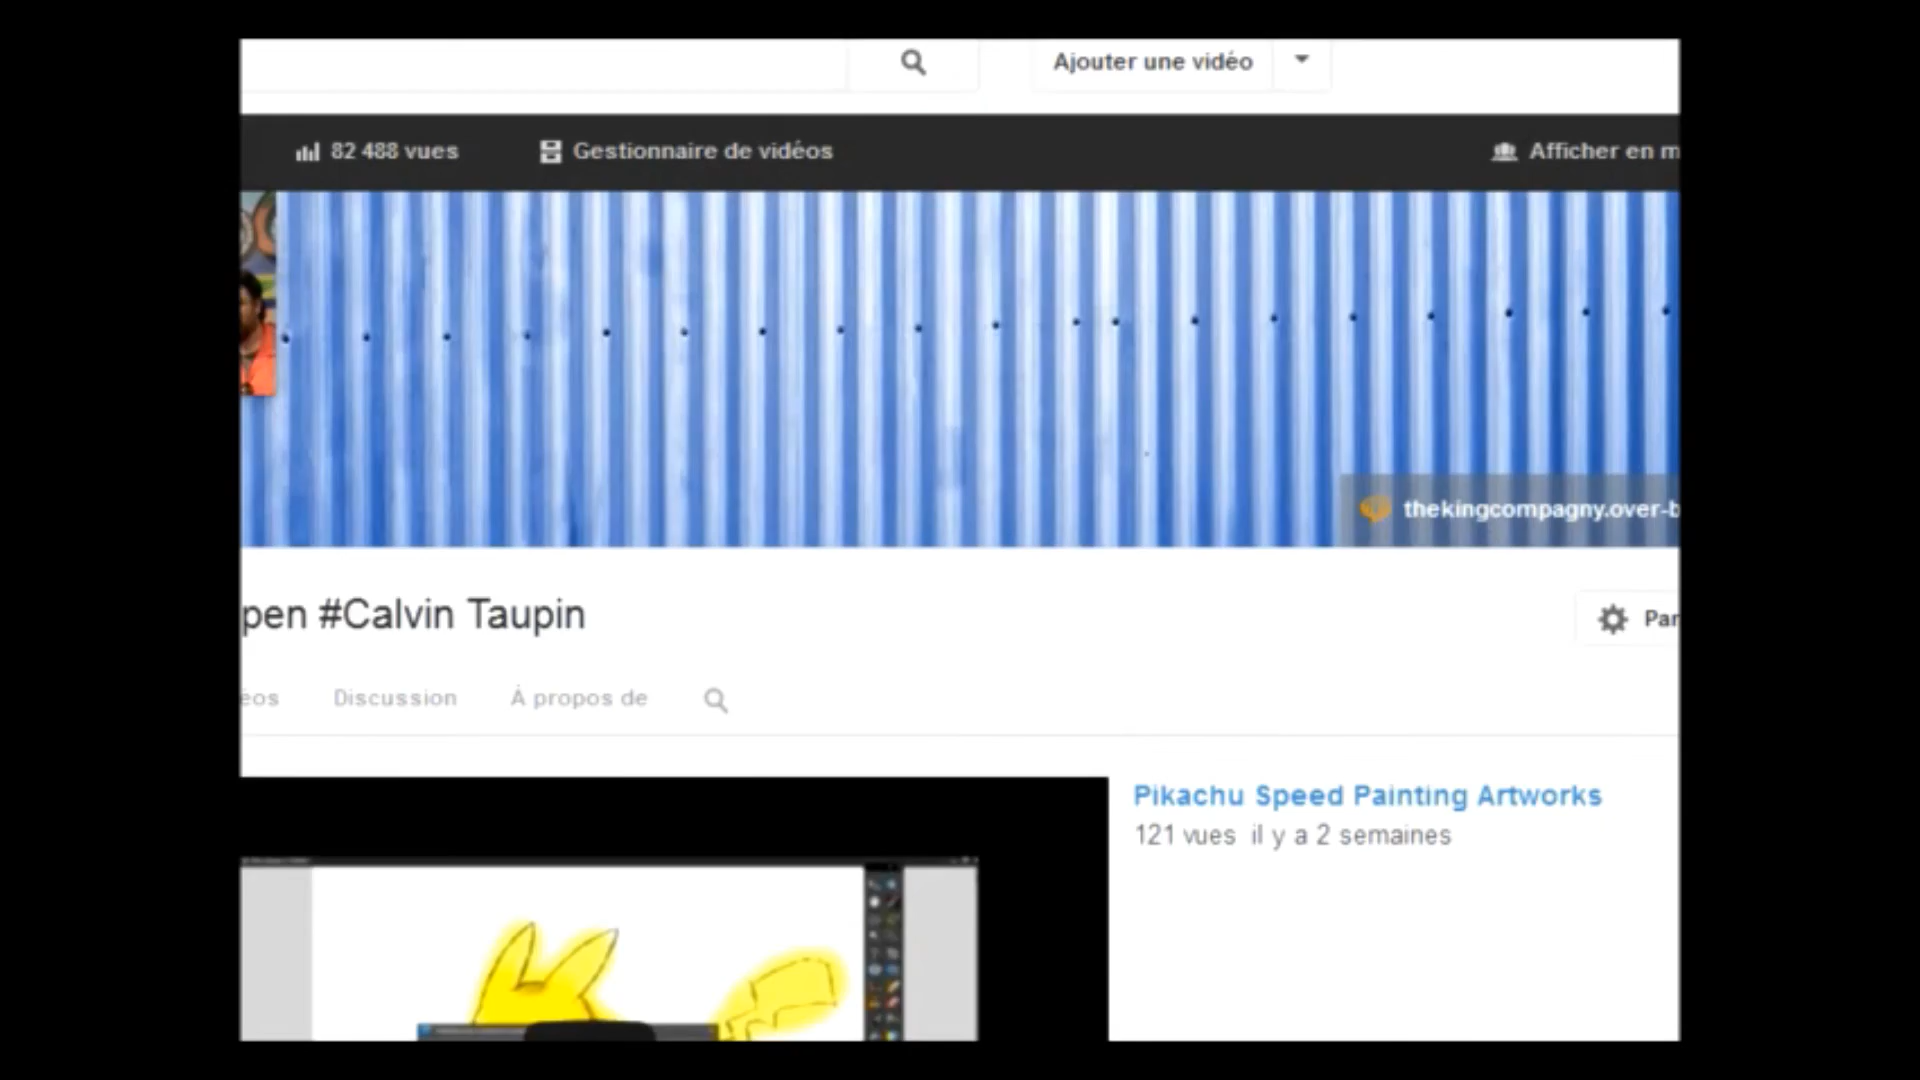 Ajouter une vidéo
82 488 vues Gestionnaire de vidéos Afficher en m
thekingcompagny.over-b
pen #Calvin Taupin
Par
éos Discussion À propos de
Pikachu Speed Painting Artworks
121 vues il y a 2 semaines